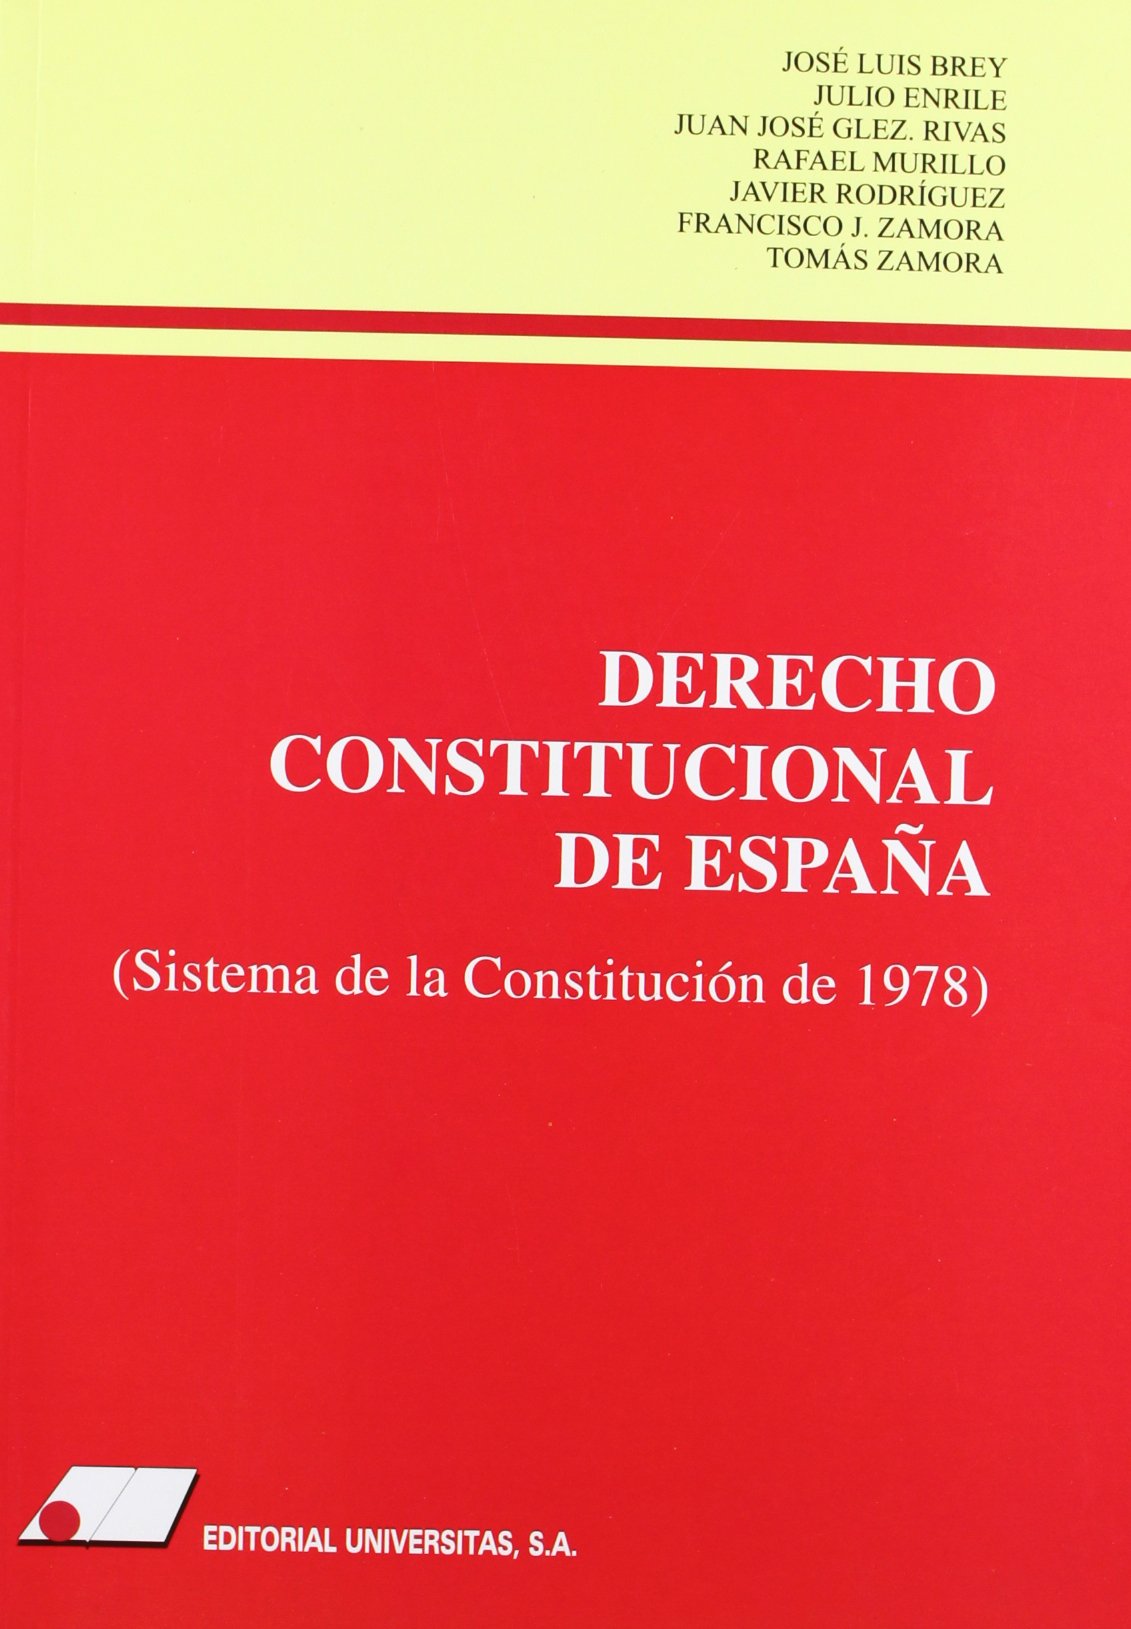 JOSÉ LUIS BREY
JULIO ENRILE
JUAN JOSÉ GLEZ. RIVAS
RAFAEL MURILLO
JAVIER RODRÍGUEZ
FRANCISCO J. ZAMORA
TOMÁS ZAMORA
DERECHO
CONSTITUCIONAL
DE ESPAÑA
(Sistema de la Constitución de 1978)
EDITORIAL UNIVERSITAS, S.A.